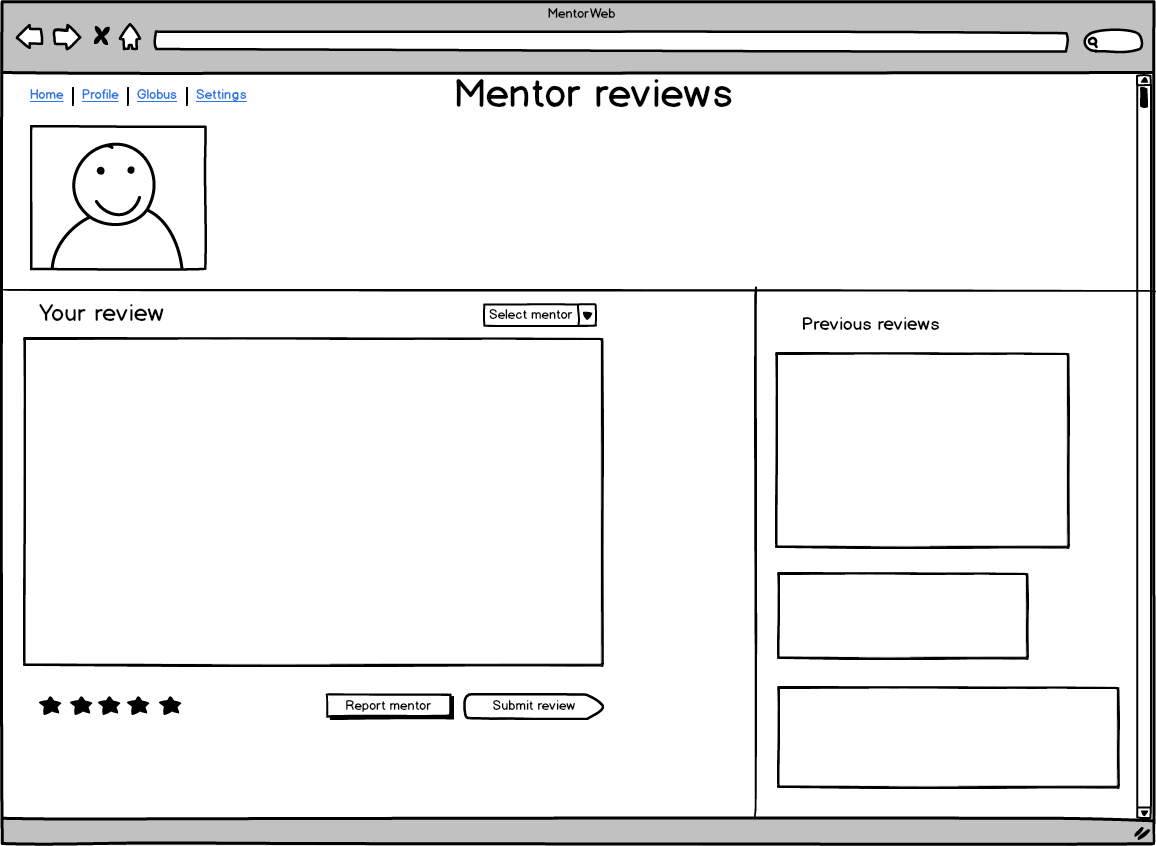 MentorWeb
Home | Profile | Globus | Settings
Mentor reviews
Your review
Select mentor
Previous reviews
Report mentor
Submit review